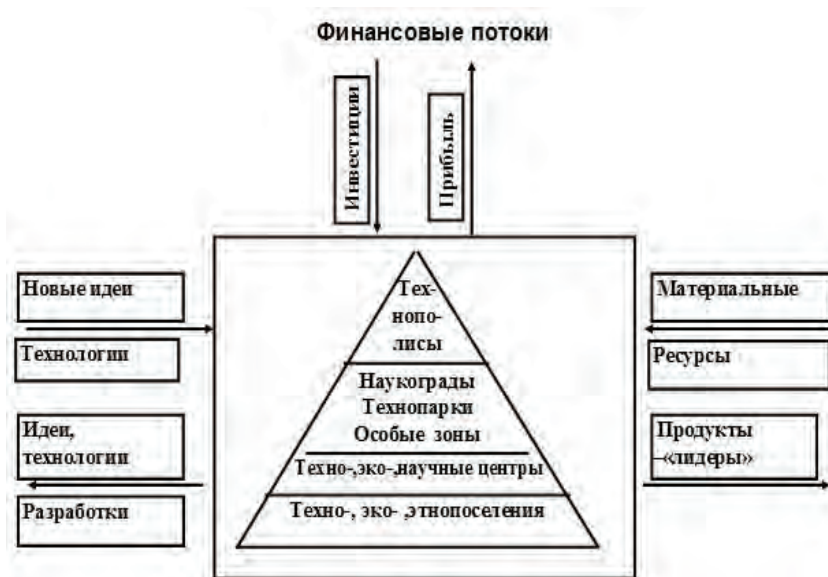 Финансовые потоки
Инвестиции
Прибыль
Новые идеи
Технологии
Идеи,
технологии
Разработки
Тех-
нопо-
лисы
Наукограды
Технопарки
Особые зоны
Техно-,эко-,научные центры
Техно-, эко- ,этнопоселения
Материальные
Ресурсы
Продукты
–«лидеры»